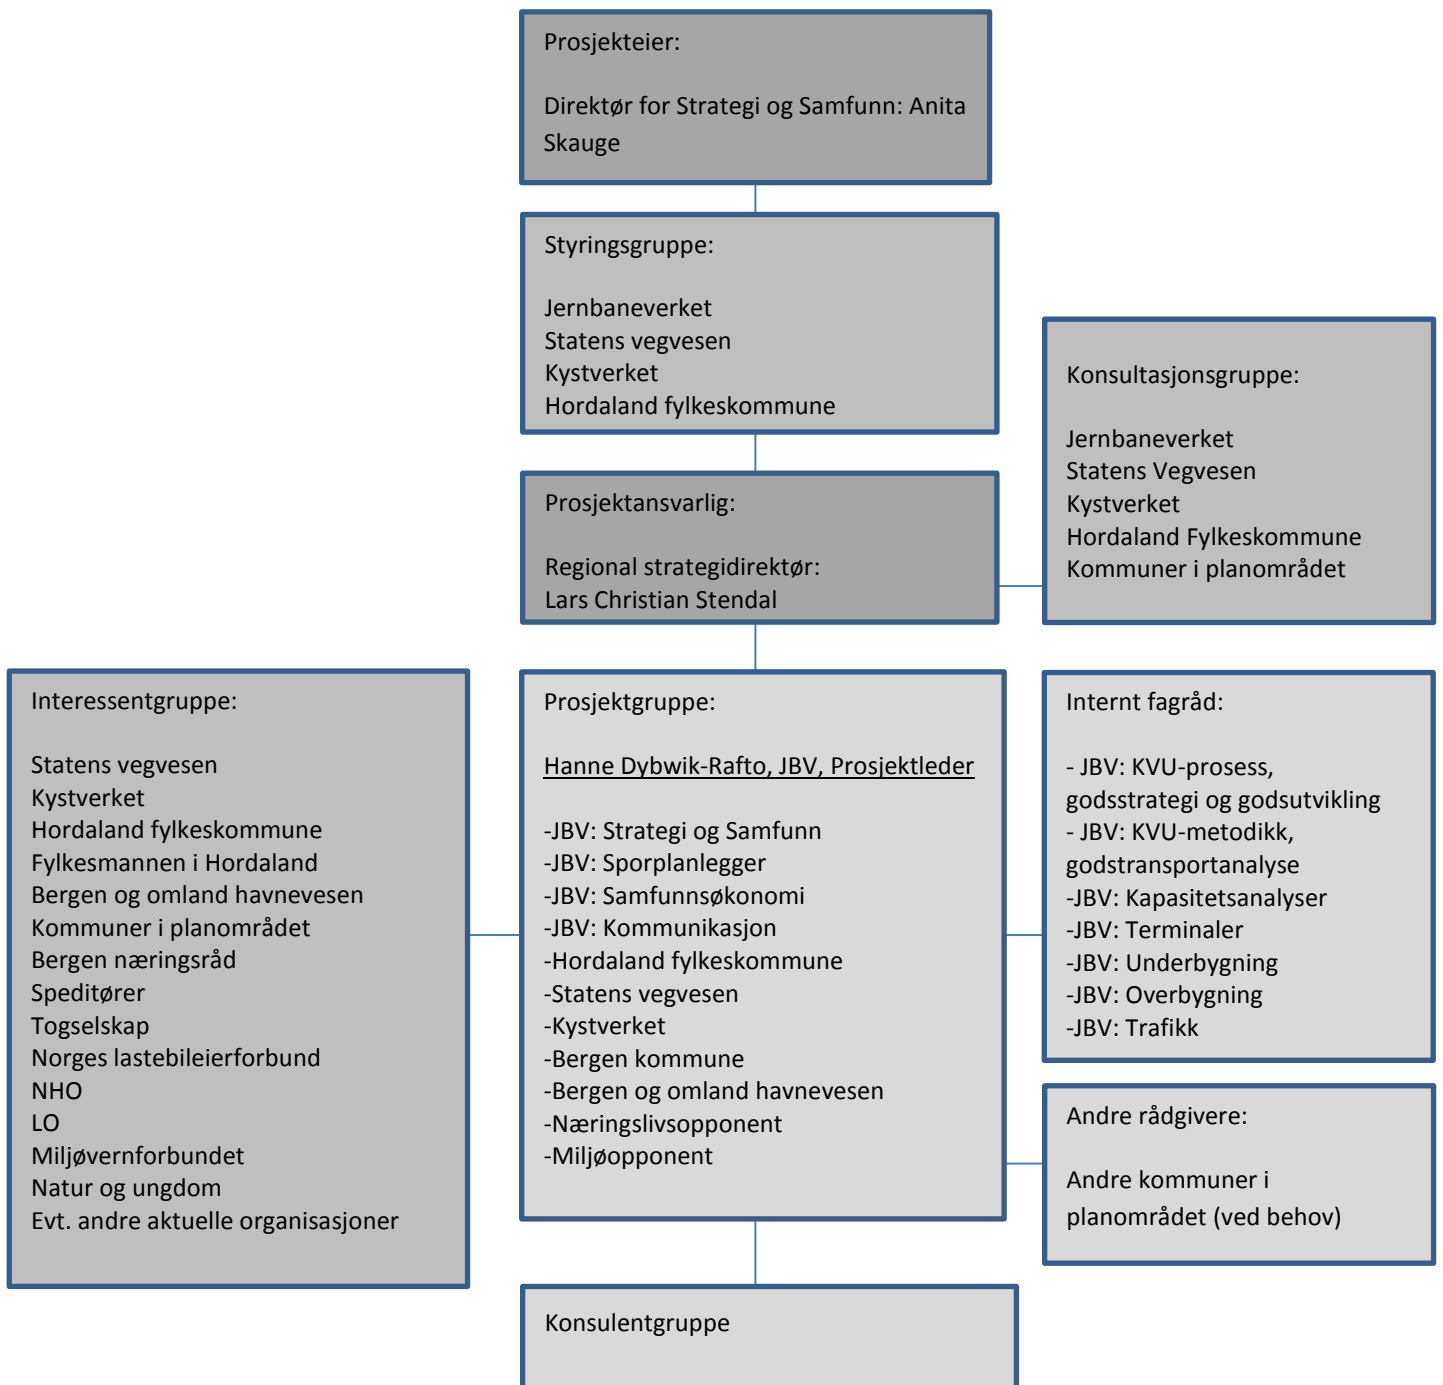 Prosjekteier:
Direktør for Strategi og Samfunn: Anita
Skauge
Styringsgruppe:
Jernbaneverket
Statens vegvesen
Kystverket
Hordaland fylkeskommune
Konsultasjonsgruppe:
Jernbaneverket
Statens Vegvesen
Kystverket
Hordaland Fylkeskommune
Kommuner i planområdet
Prosjektansvarlig:
Regional strategidirektør:
Lars Christian Stendal
Interessentgruppe:
Statens vegvesen
Kystverket
Hordaland fylkeskommune
Fylkesmannen i Hordaland
Bergen og omland havnevesen
Kommuner i planområdet
Bergen næringsråd
Speditører
Togselskap
Norges lastebileierforbund
NHO
LO
Miljøvernforbundet
Natur og ungdom
Evt. andre aktuelle organisasjoner
Prosjektgruppe:
Hanne Dybwik-Rafto, JBV, Prosjektleder
-JBV: Strategi og Samfunn
-JBV: Sporplanlegger
-JBV: Samfunnsøkonomi
-JBV: Kommunikasjon
-Hordaland fylkeskommune
-Statens vegvesen
-Kystverket
-Bergen kommune
-Bergen og omland havnevesen
-Næringslivsopponent
-Miljøopponent
Internt fagråd:
- JBV: KVU-prosess,
godsstrategi og godsutvikling
- JBV: KVU-metodikk,
godstransportanalyse
-JBV: Kapasitetsanalyser
-JBV: Terminaler
-JBV: Underbygning
-JBV: Overbygning
-JBV: Trafikk
Andre rådgivere:
Andre kommuner i
planområdet (ved behov)
Konsulentgruppe